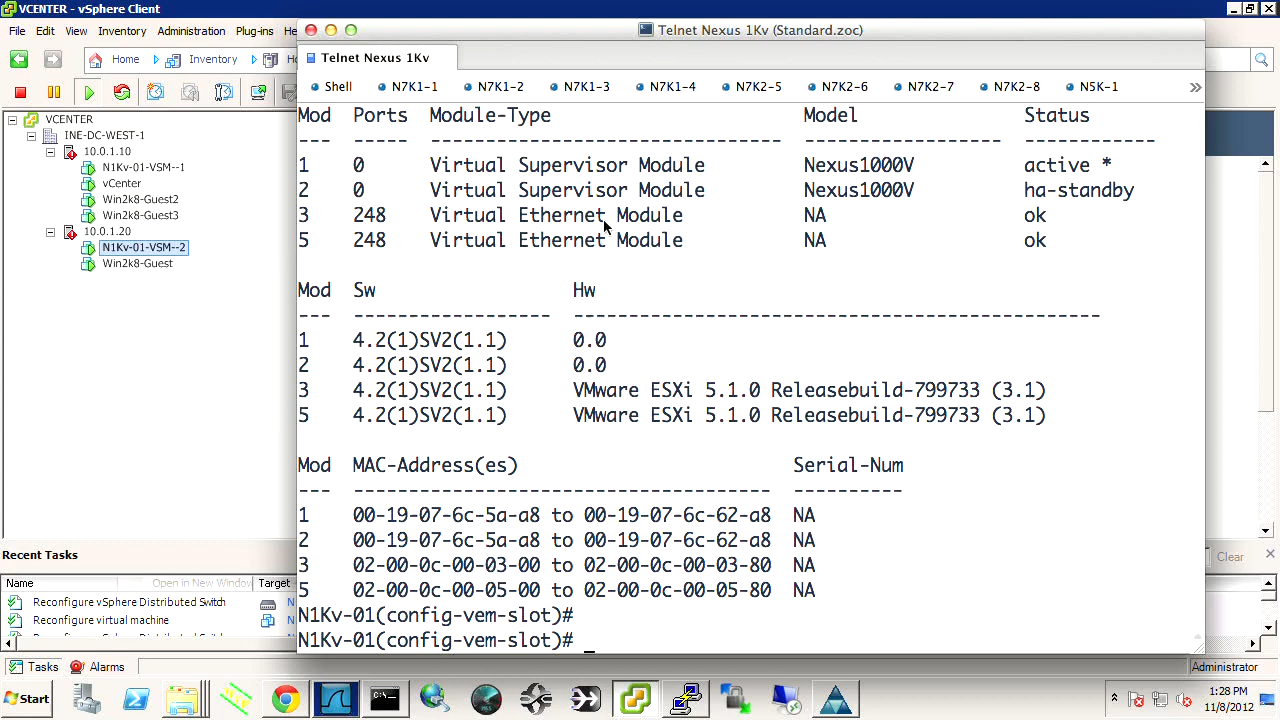 VCENTER - vSphere Client
File Edit View Inventory Administration Plug-ins He
Home Inventory Ho
VCENTER
INE-DC-WEST-1
10.0.1.10
N1Kv-01-VSM--1
vCenter
Win2k8-Guest2
Win2k8-Guest3
10.0.1.20
N1Kv-01-VSM--2
Win2k8-Guest
Telnet Nexus 1Kv (Standard.zoc)
Telnet Nexus 1Kv
Shell N7K1-1 N7K1-2 N7K1-3 N7K1-4 N7K2-5 N7K2-6 N7K2-7 N7K2-8 N5K-1 »
Mod Ports Module-Type Model Status
--- ----- -------------------------------- ------------------ ------------
1 0 Virtual Supervisor Module Nexus1000V active *
2 0 Virtual Supervisor Module Nexus1000V ha-standby
3 248 Virtual Ethernet Module NA ok
5 248 Virtual Ethernet Module NA ok
Mod Sw Hw
--- ------------------ ------------------------------------------------
1 4.2(1)SV2(1.1) 0.0
2 4.2(1)SV2(1.1) 0.0
3 4.2(1)SV2(1.1) VMware ESXi 5.1.0 Releasebuild-799733 (3.1)
5 4.2(1)SV2(1.1) VMware ESXi 5.1.0 Releasebuild-799733 (3.1)
Mod MAC-Address(es) Serial-Num
--- -------------------------------------- ----------
1 00-19-07-6c-5a-a8 to 00-19-07-6c-62-a8 NA
2 00-19-07-6c-5a-a8 to 00-19-07-6c-62-a8 NA
3 02-00-0c-00-03-00 to 02-00-0c-00-03-80 NA
5 02-00-0c-00-05-00 to 02-00-0c-00-05-80 NA
N1Kv-01(config-vem-slot)#
N1Kv-01(config-vem-slot)# _
Recent Tasks
Clear
Name Open in New Window Target
Reconfigure vSphere Distributed Switch
Reconfigure virtual machine
Tasks Alarms
Administrator
Start
1:28 PM
11/8/2012